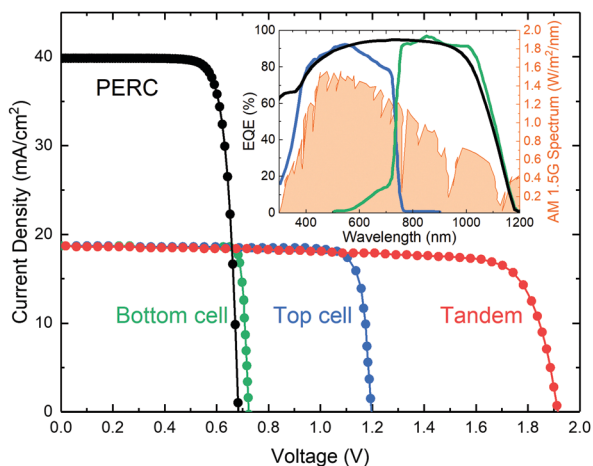 Current Density (mA/cm²)
40
30
20
10
0
0.0 0.2 0.4 0.6 0.8 1.0 1.2 1.4 1.6 1.8 2.0
Voltage (V)
PERC
Bottom cell
Top cell
Tandem
EQE (%)
100
80
60
40
20
0
400 600 800 1000 1200
Wavelength (nm)
2.0
1.8
1.6
1.4
1.2
1.0
0.8
0.6
0.4
0.2
AM 1.5G Spectrum (W/m²/nm)